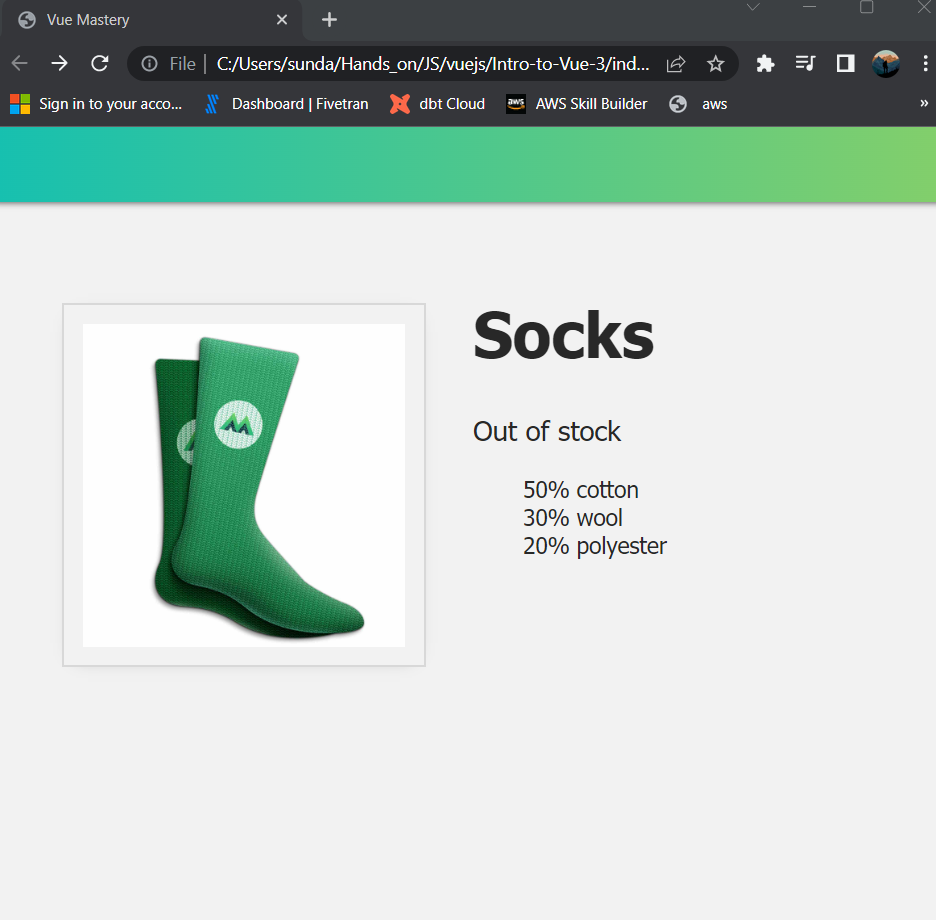 Vue Mastery
File | C:/Users/sunda/Hands_on/JS/vuejs/Intro-to-Vue-3/ind...
Sign in to your acco... Dashboard | Fivetran dbt Cloud aws AWS Skill Builder aws »
Socks
Out of stock
50% cotton
30% wool
20% polyester